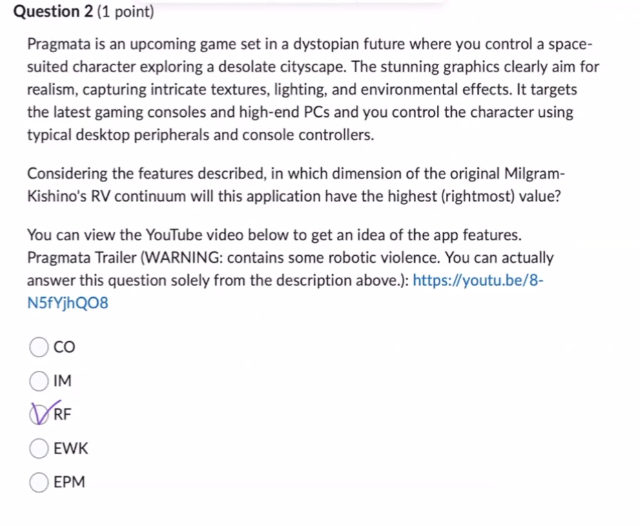 Question 2 (1 point)
Pragmata is an upcoming game set in a dystopian future where you control a space-
suited character exploring a desolate cityscape. The stunning graphics clearly aim for
realism, capturing intricate textures, lighting, and environmental effects. It targets
the latest gaming consoles and high-end PCs and you control the character using
typical desktop peripherals and console controllers.
Considering the features described, in which dimension of the original Milgram-
Kishino's RV continuum will this application have the highest (rightmost) value?
You can view the YouTube video below to get an idea of the app features.
Pragmata Trailer (WARNING: contains some robotic violence. You can actually
answer this question solely from the description above.): https://youtu.be/8-
N5fYjhQO8
CO
IM
RF
EWK
EPM